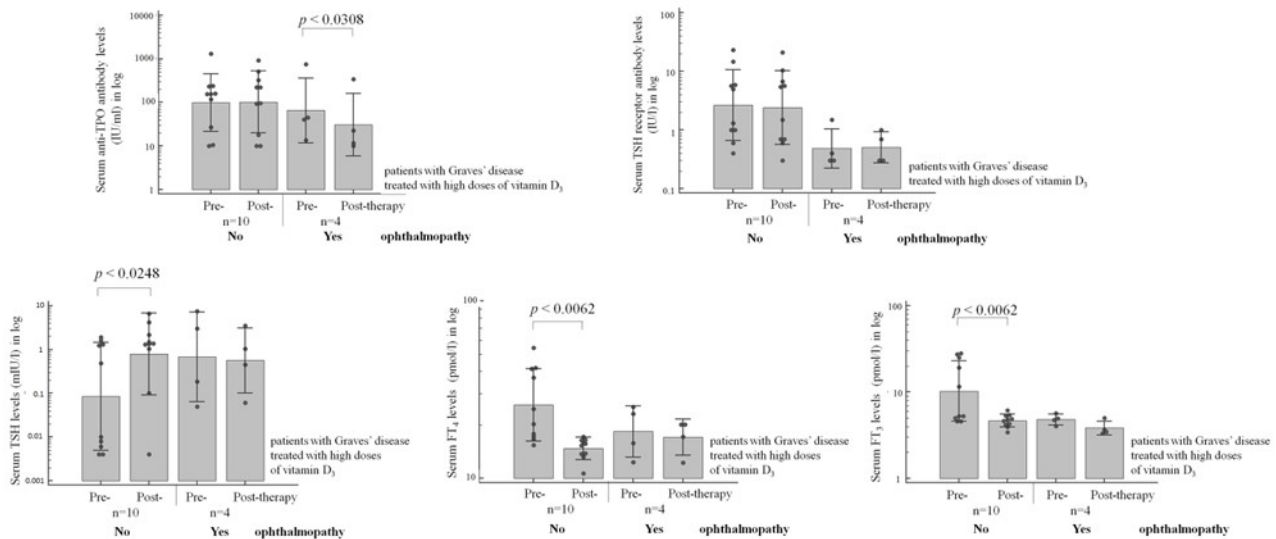 Serum anti-TPO antibody levels
(IU/ml) in log
10000
1000
100
10
1
p < 0.0308
patients with Graves' disease
treated with high doses of vitamin D₃
Pre- Post- Pre- Post-therapy
n=10 n=4
No Yes ophthalmopathy
Serum TSH receptor antibody levels
(IU/l) in log
100
10
1
0.1
patients with Graves' disease
treated with high doses of vitamin D₃
Pre- Post- Pre- Post-therapy
n=10 n=4
No Yes ophthalmopathy
Serum TSH levels (mIU/l) in log
p < 0.0248
10
1
0.1
0.01
0.001
patients with Graves' disease
treated with high doses
of vitamin D₃
Pre- Post- Pre- Post-therapy
n=10 n=4
No Yes ophthalmopathy
Serum FT₄ levels (pmol/l) in log
100
10
p < 0.0062
patients with Graves' disease
treated with high doses
of vitamin D₃
Pre- Post- Pre- Post-therapy
n=10 n=4
No Yes ophthalmopathy
Serum FT₃ levels (pmol/l) in log
100
10
1
p < 0.0062
patients with Graves' disease
treated with high doses
of vitamin D₃
Pre- Post- Pre- Post-therapy
n=10 n=4
No Yes ophthalmopathy